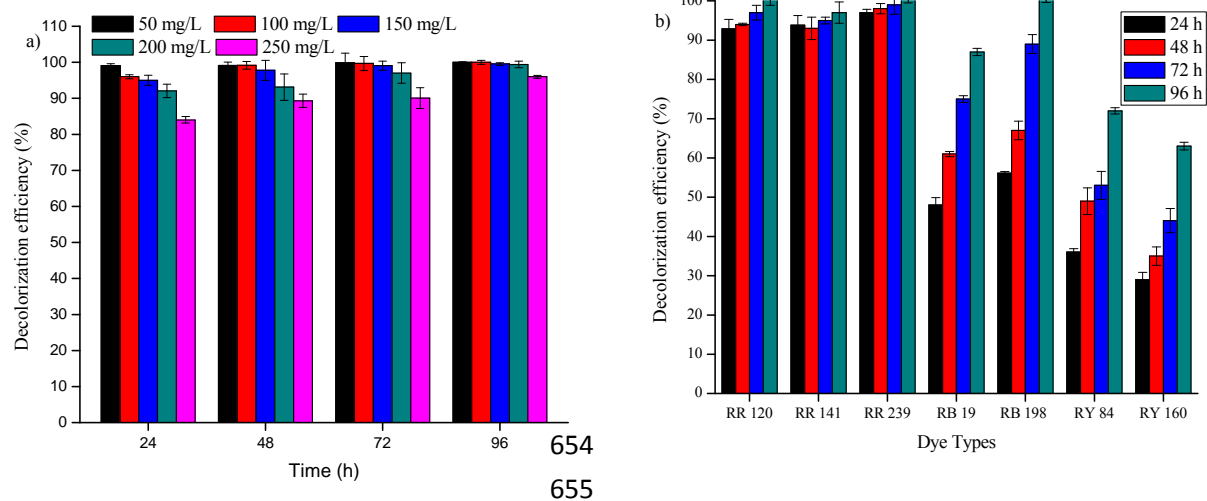 a)
50 mg/L 100 mg/L 150 mg/L
200 mg/L 250 mg/L
110
100
90
80
70
60
50
40
30
20
10
0
Decolorization efficiency (%)
24 48 72 96
Time (h)
654
655
b)
24 h
48 h
72 h
96 h
100
90
80
70
60
50
40
30
20
10
0
Decolorization efficiency (%)
RR 120 RR 141 RR 239 RB 19 RB 198 RY 84 RY 160
Dye Types